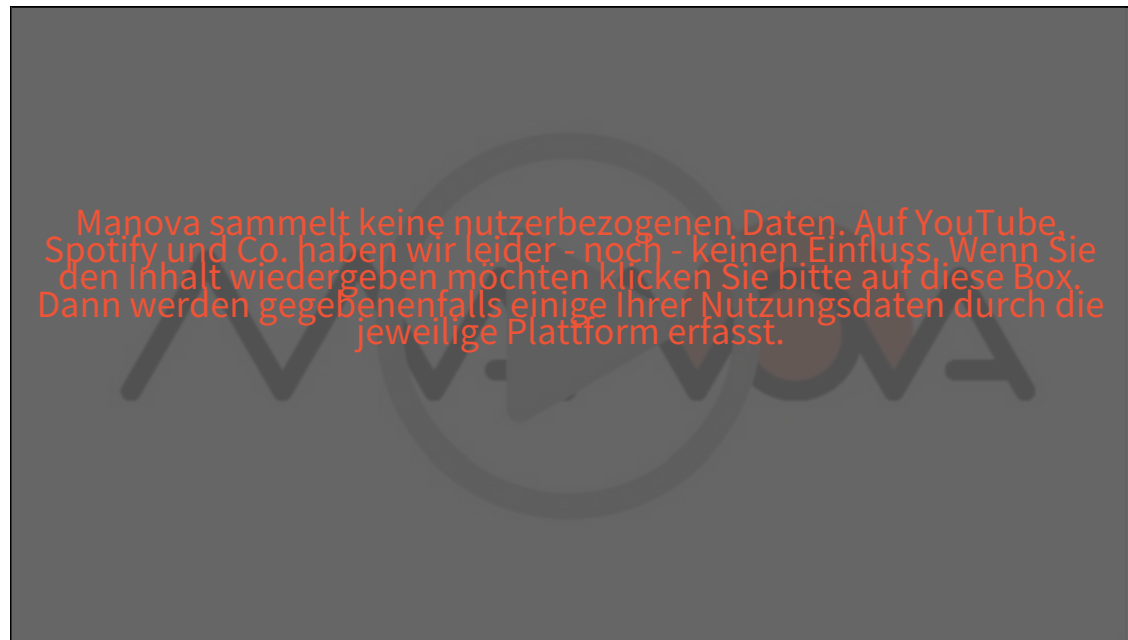 Manova sammelt keine nutzerbezogenen Daten. Auf YouTube,
Spotify und Co. haben wir leider - noch - keinen Einfluss. Wenn Sie
den Inhalt wiedergeben möchten klicken Sie bitte auf diese Box.
Dann werden gegebenenfalls einige Ihrer Nutzungsdaten durch die
jeweilige Plattform erfasst.
MANOVA